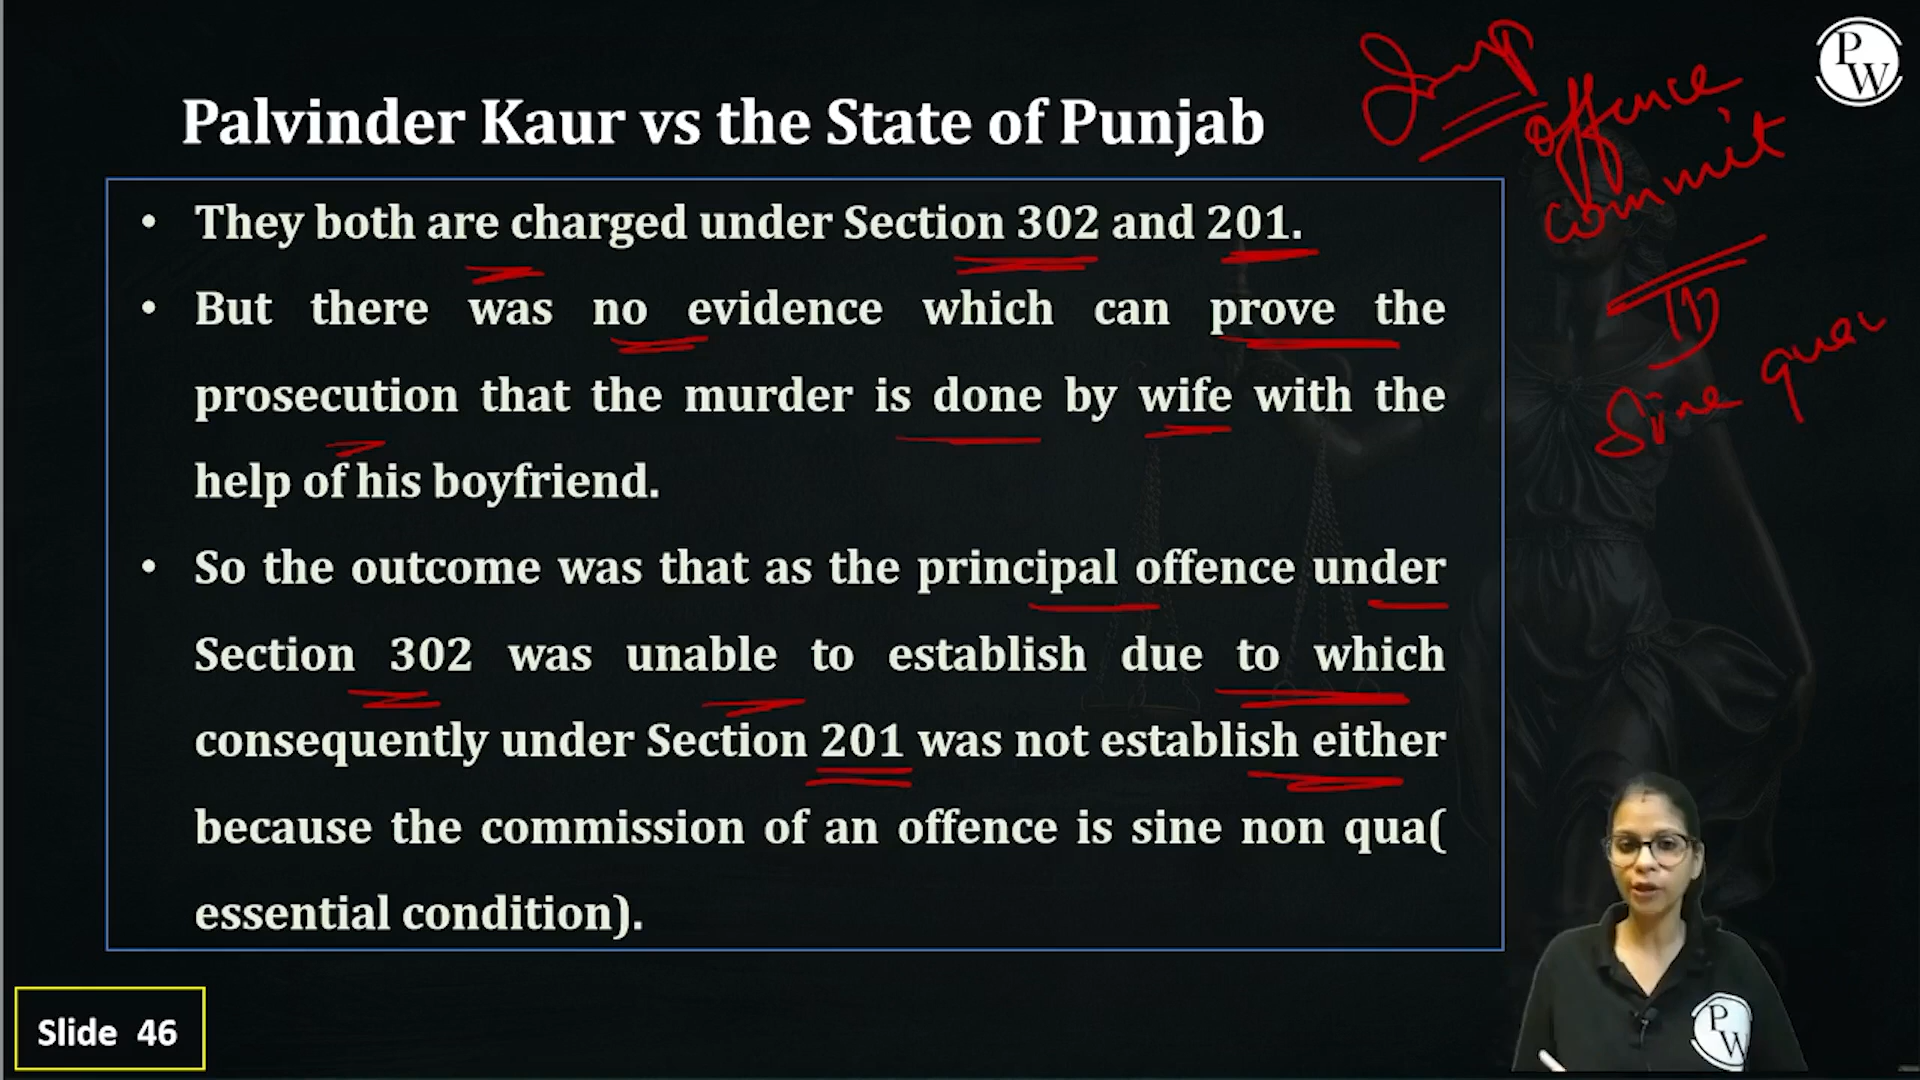 Palvinder Kaur vs the State of Punjab
• They both are charged under Section 302 and 201.
• But there was no evidence which can prove the
prosecution that the murder is done by wife with the
help of his boyfriend.
• So the outcome was that as the principal offence under
Section 302 was unable to establish due to which
consequently under Section 201 was not establish either
because the commission of an offence is sine non qua(
essential condition).
Imp
offence
commit
Sine qua
PW
PW
Slide 46